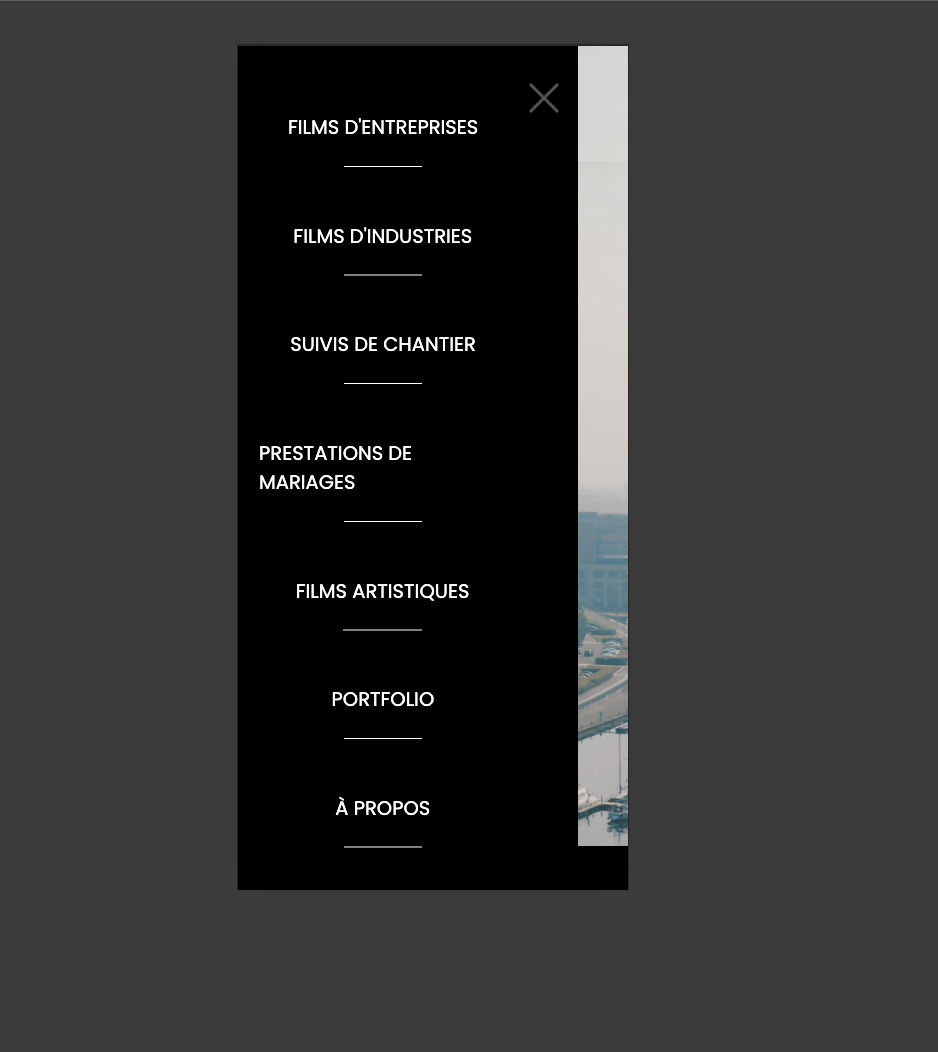 FILMS D'ENTREPRISES
FILMS D'INDUSTRIES
SUIVIS DE CHANTIER
PRESTATIONS DE
MARIAGES
FILMS ARTISTIQUES
PORTFOLIO
À PROPOS